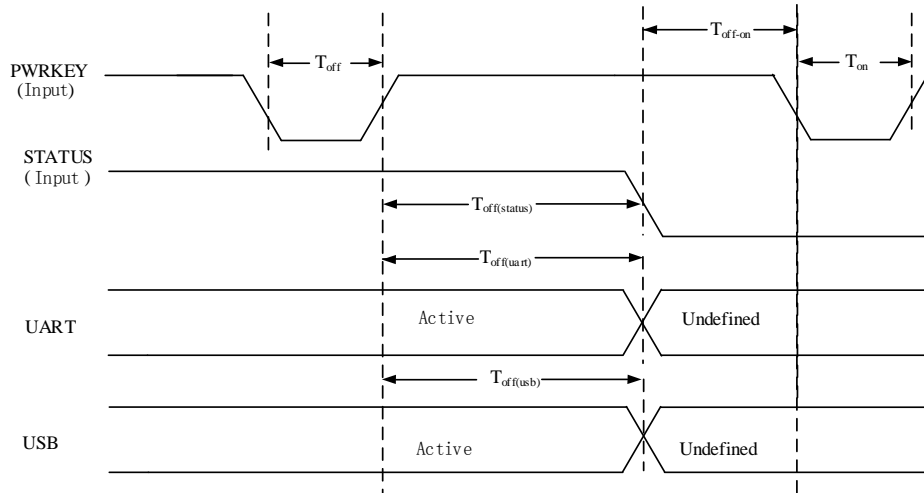 Toff-on
Toff
Ton
PWRKEY
(Input)
STATUS
( Input )
Toff(status)
Toff(uart)
UART
Active
Undefined
Toff(usb)
USB
Active
Undefined